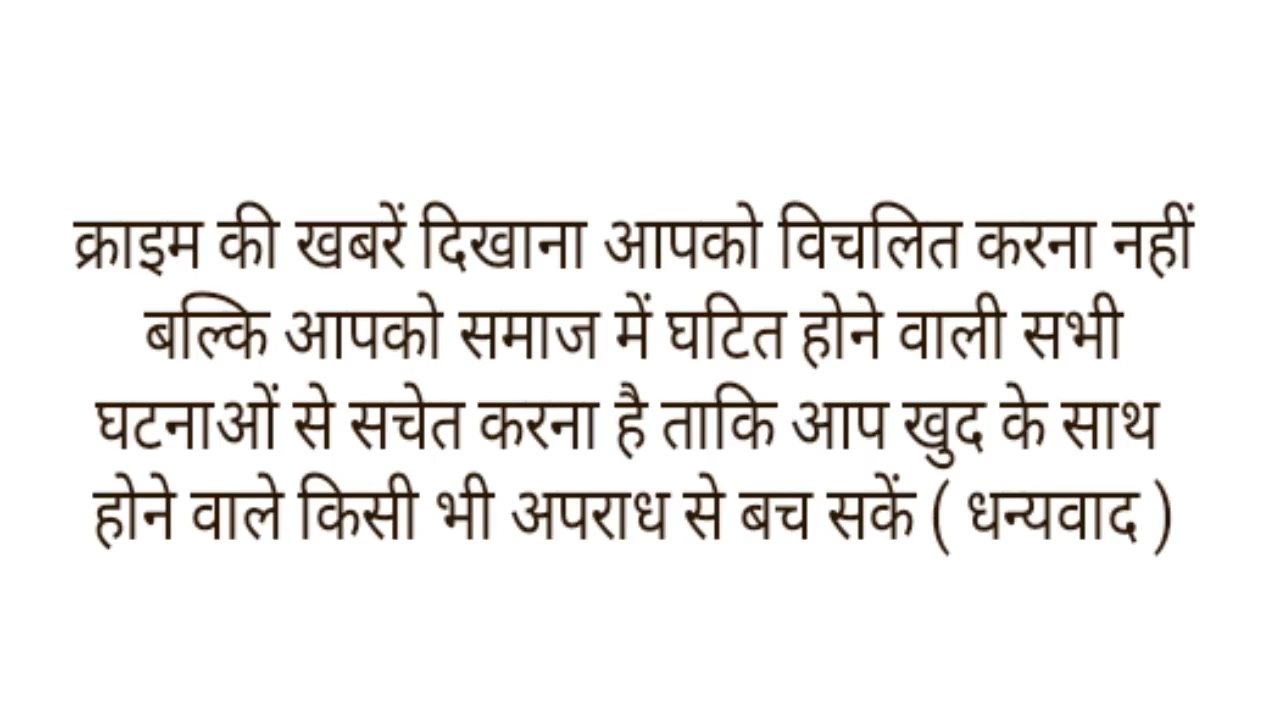 क्राइम की खबरें दिखाना आपको विचलित करना नहीं
बल्कि आपको समाज में घटित होने वाली सभी
घटनाओं से सचेत करना है ताकि आप खुद के साथ
होने वाले किसी भी अपराध से बच सकें ( धन्यवाद )